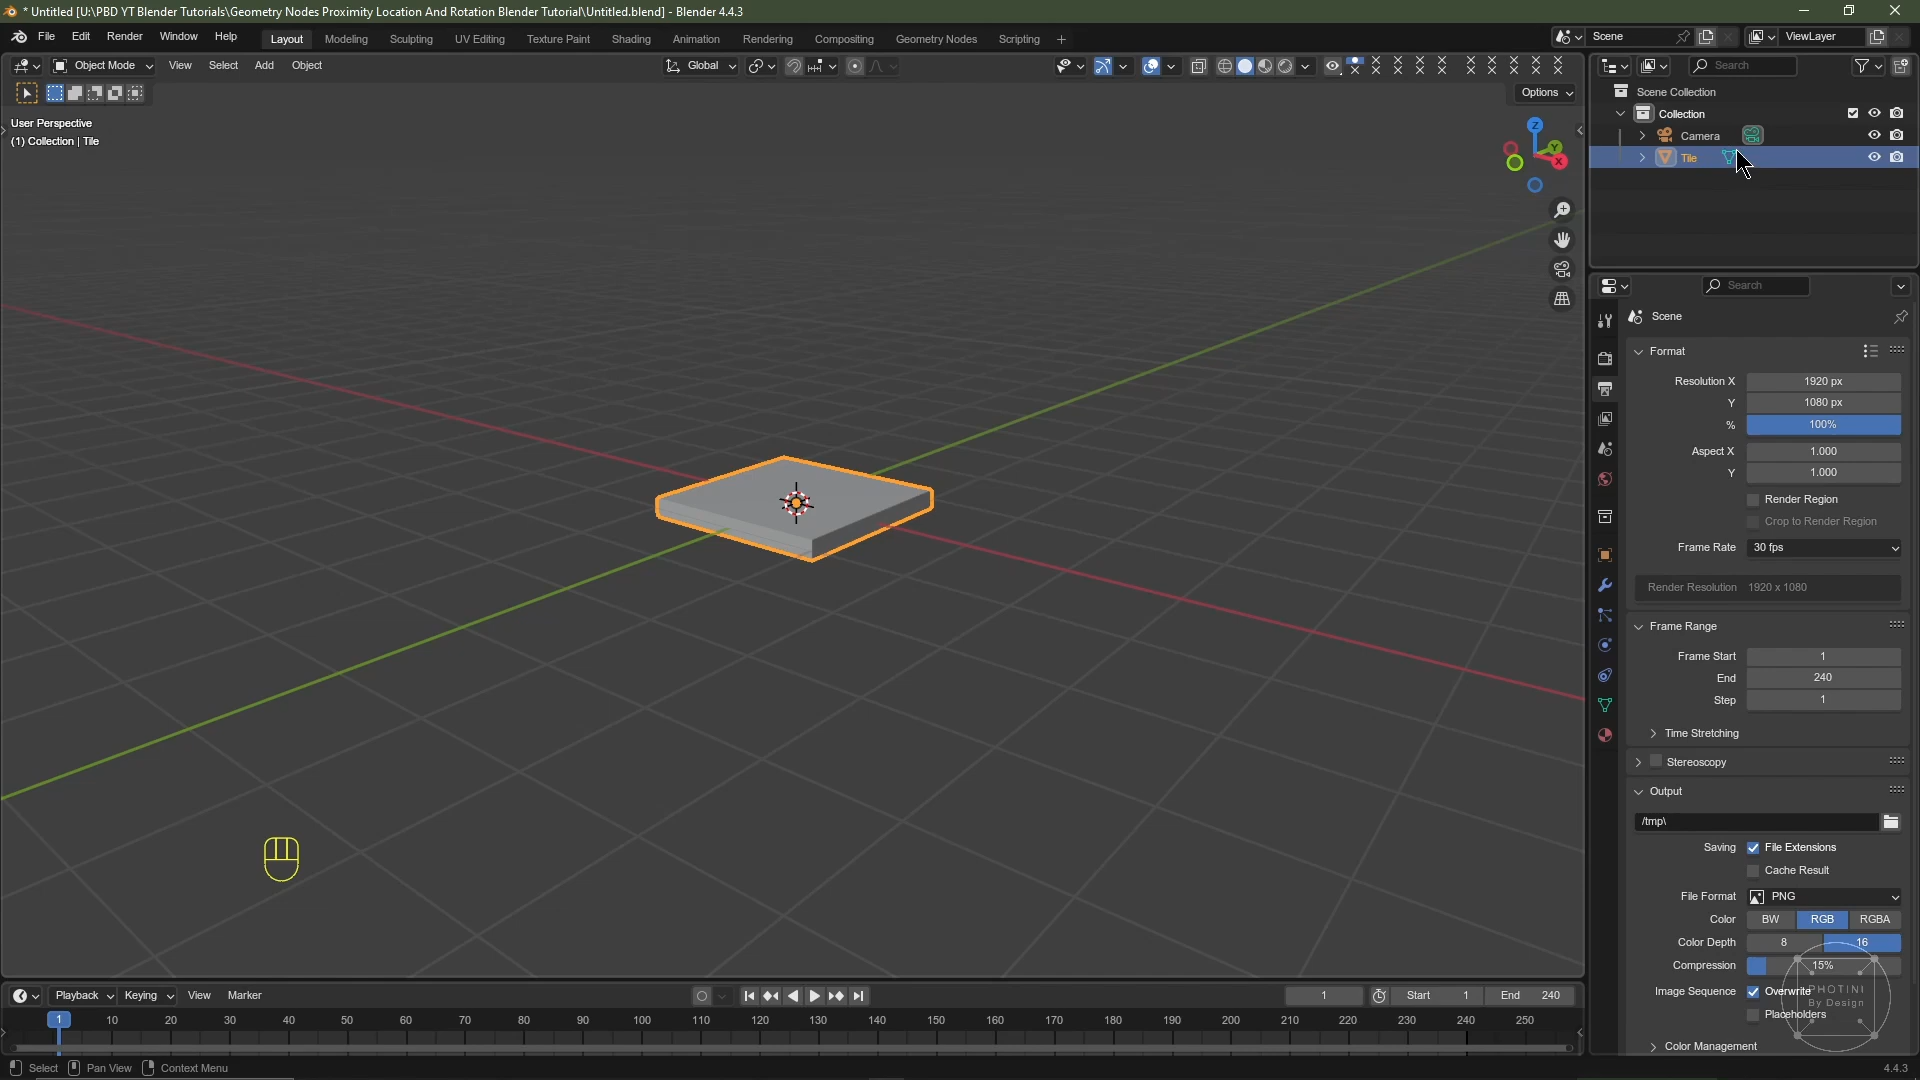 * Untitled [U:\PBD YT Blender Tutorials\Geometry Nodes Proximity Location And Rotation Blender Tutorial\Untitled.blend] - Blender 4.4.3
File Edit Render Window Help Layout Modeling Sculpting UV Editing Texture Paint Shading Animation Rendering Compositing Geometry Nodes Scripting + Scene ViewLayer
Object Mode View Select Add Object Global Search
Options
User Perspective
(1) Collection | Tile
Z
Y
X
Scene Collection
Collection
Camera
Tile
Search
Scene
Format
Resolution X 1920 px
Y 1080 px
% 100%
Aspect X 1.000
Y 1.000
Render Region
Crop to Render Region
Frame Rate 30 fps
Render Resolution 1920 x 1080
Frame Range
Frame Start 1
End 240
Step 1
Time Stretching
Stereoscopy
Output
/tmp\
Saving File Extensions
Cache Result
File Format PNG
Color BW RGB RGBA
Color Depth 8 16
Compression 15%
Image Sequence Overwrite
Placeholders
PHOTINI
By Design
Color Management
Playback Keying View Marker 1 Start 1 End 240
1 10 20 30 40 50 60 70 80 90 100 110 120 130 140 150 160 170 180 190 200 210 220 230 240 250
Select Pan View Context Menu 4.4.3